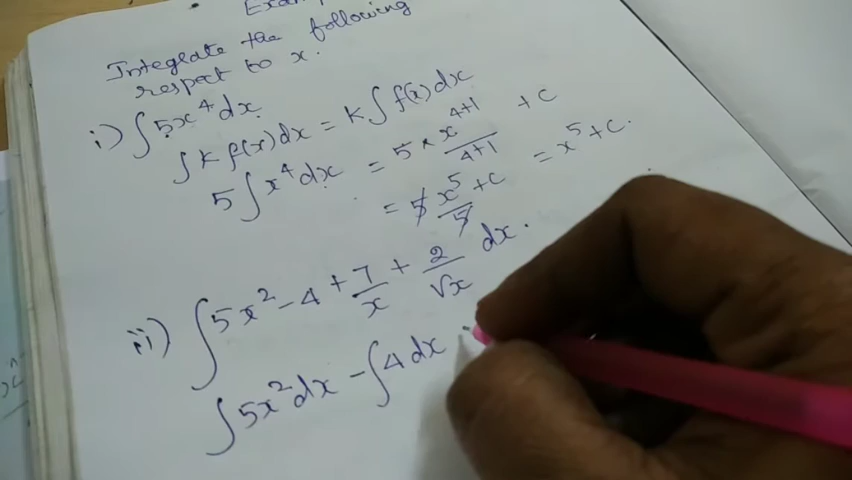 Integrate the following
respect to x.
i) ∫5x⁴dx
∫K f(x)dx = K∫f(x)dx
5∫x⁴dx = 5 * x⁴⁺¹/4+1 + c
= 5 x⁵/5 + c = x⁵ + c.
ii) ∫5x² - 4 + 7/x + 2/√x dx.
∫5x²dx - ∫4dx